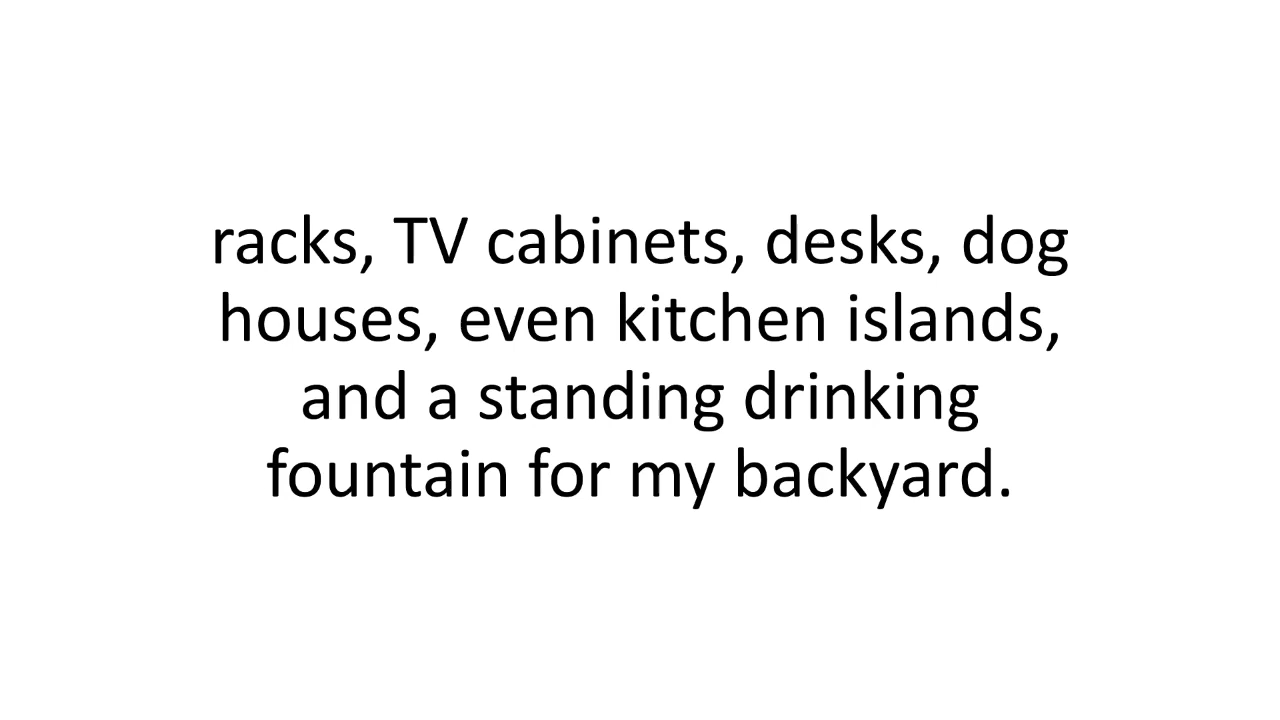 racks, TV cabinets, desks, dog
houses, even kitchen islands,
and a standing drinking
fountain for my backyard.